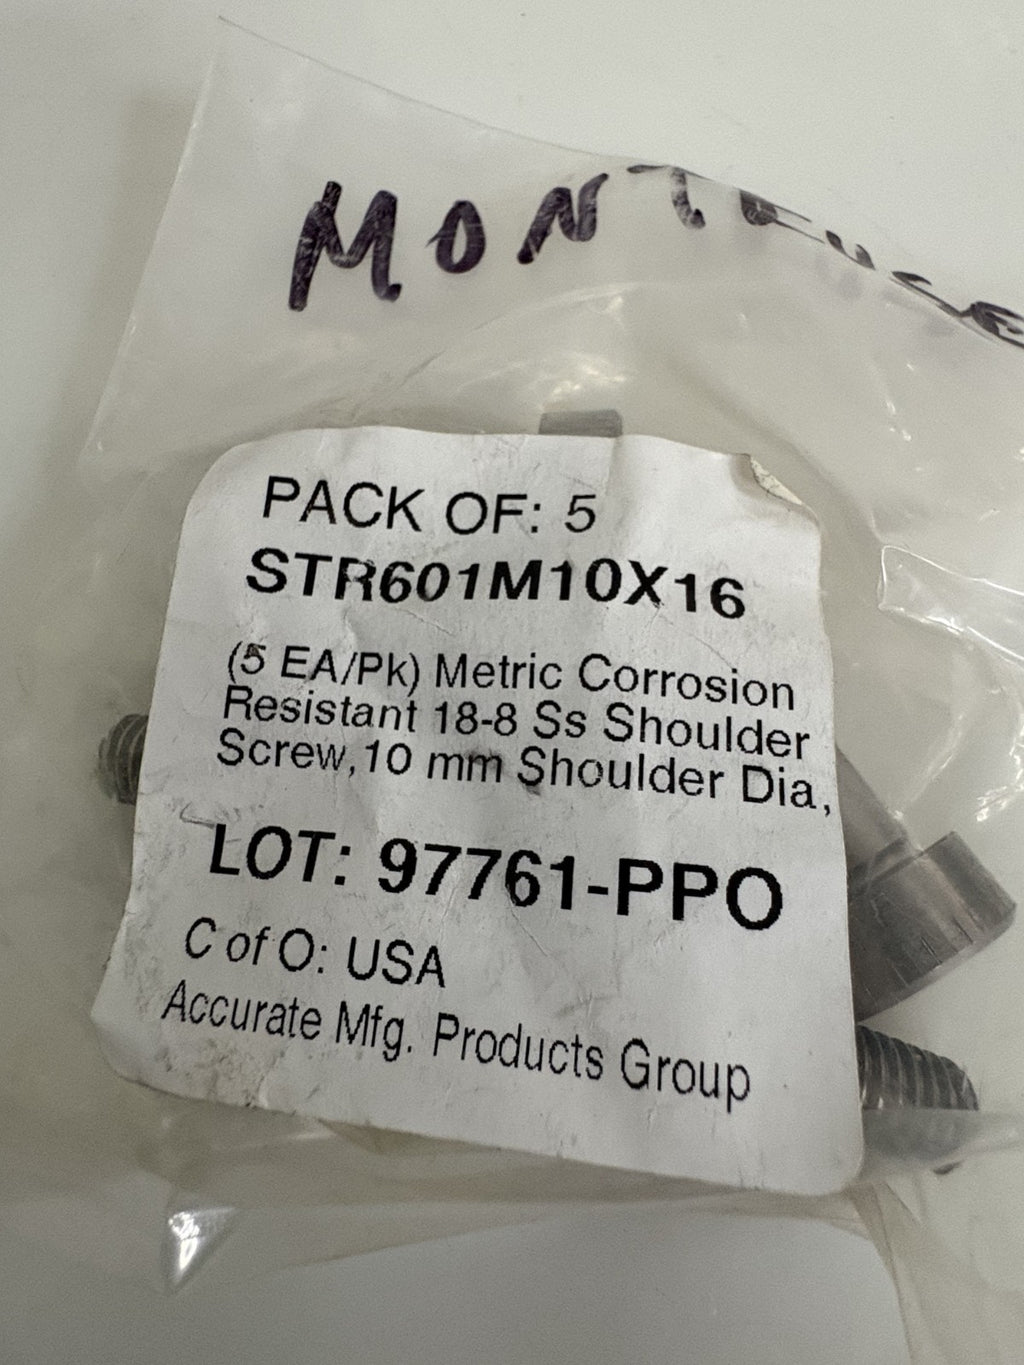 PACK OF: 5
STR601M10X16
(5 EA/Pk) Metric Corrosion
Resistant 18-8 Ss Shoulder
Screw,10 mm Shoulder Dia,
LOT: 97761-PPO
C of O: USA
Accurate Mfg. Products Group